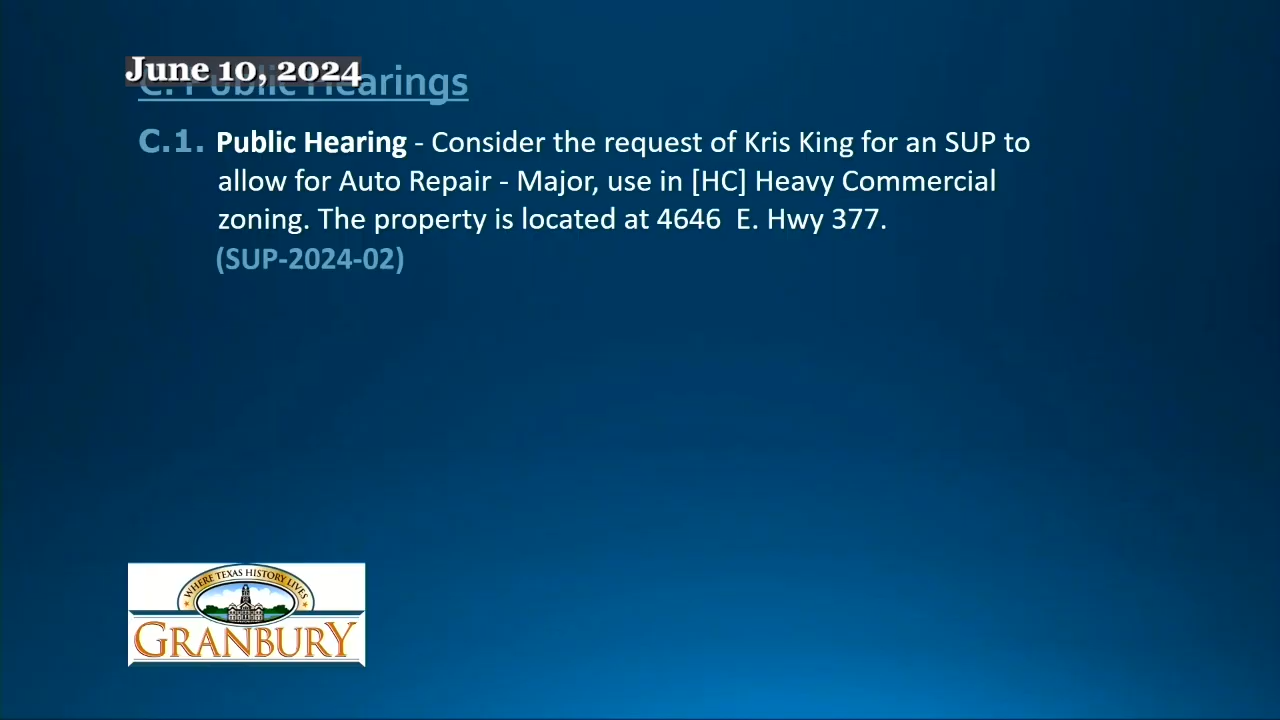 June 10, 2024
C. Public Hearings
C.1. Public Hearing - Consider the request of Kris King for an SUP to
allow for Auto Repair - Major, use in [HC] Heavy Commercial
zoning. The property is located at 4646 E. Hwy 377.
(SUP-2024-02)
WHERE TEXAS HISTORY LIVES
GRANBURY